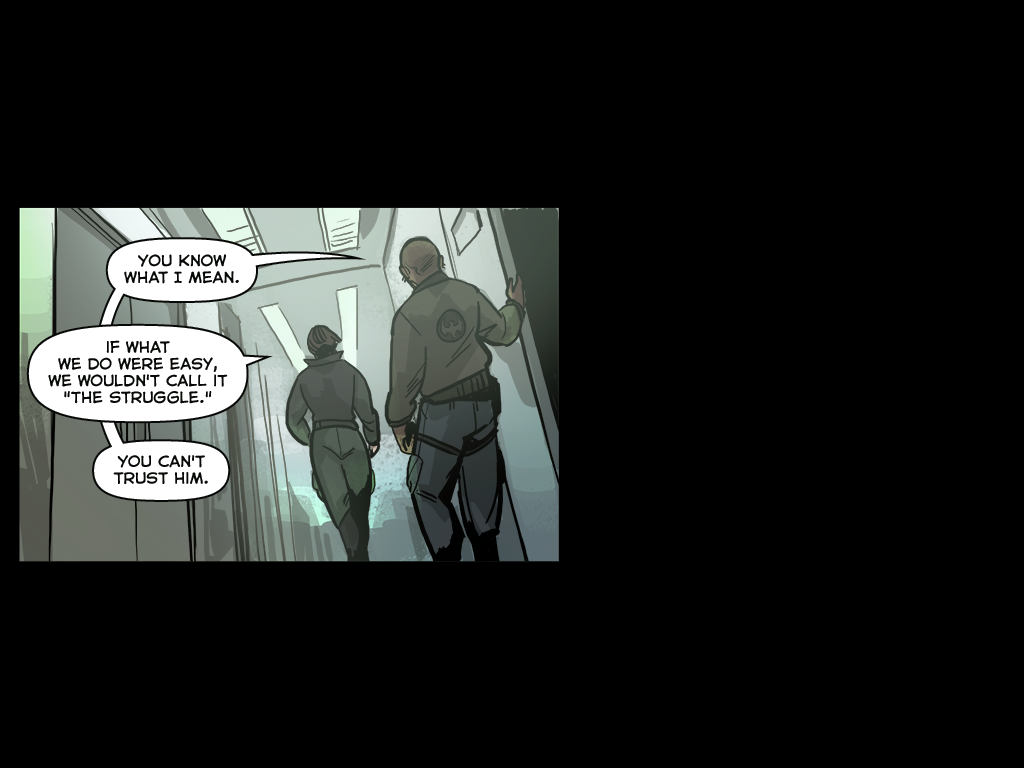 YOU KNOW
WHAT I MEAN.
IF WHAT
WE DO WERE EASY,
WE WOULDN'T CALL IT
"THE STRUGGLE."
YOU CAN'T
TRUST HIM.